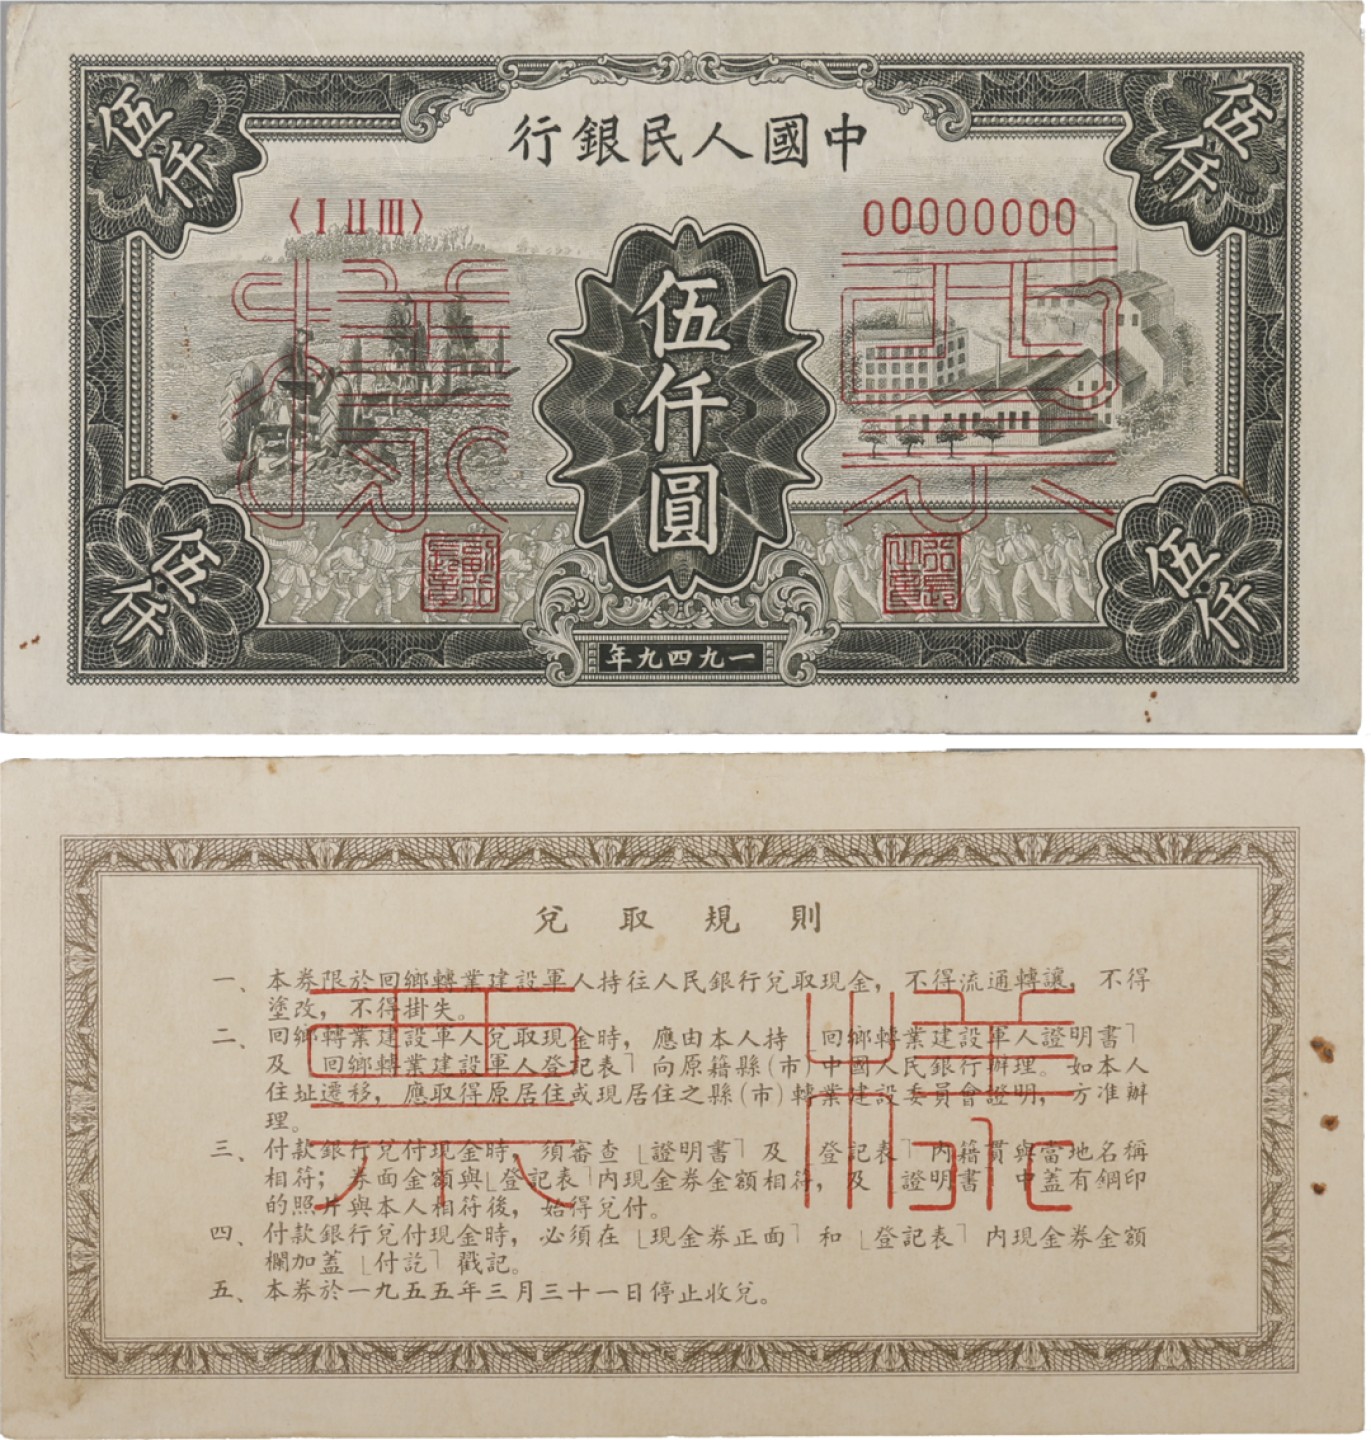 中國人民銀行
伍仟
伍仟
〈I II III〉
00000000
票樣
伍仟圓
伍仟
伍仟
副行長章
行長之章
一九四九年
兌取規則
一、本券限於回鄉轉業建設軍人持往人民銀行兌取現金，不得流通轉讓，不得
塗改，不得掛失。
二、回鄉轉業建設軍人兌取現金時，應由本人持「回鄉轉業建設軍人證明書」
及「回鄉轉業建設軍人登記表」向原籍縣(市)中國人民銀行辦理。如本人
住址遷移，應取得原居住或現居住之縣(市)轉業建設委員會證明，方准辦
理。
三、付款銀行兌付現金時，須審查「證明書」及「登記表」內籍貫與當地名稱
相符；券面金額與「登記表」內現金券金額相符，及「證明書」中蓋有鋼印
的照片與本人相符後，始得兌付。
四、付款銀行兌付現金時，必須在「現金券正面」和「登記表」內現金券金額
欄加蓋「付訖」戳記。
五、本券於一九五五年三月三十一日停止收兌。
票樣